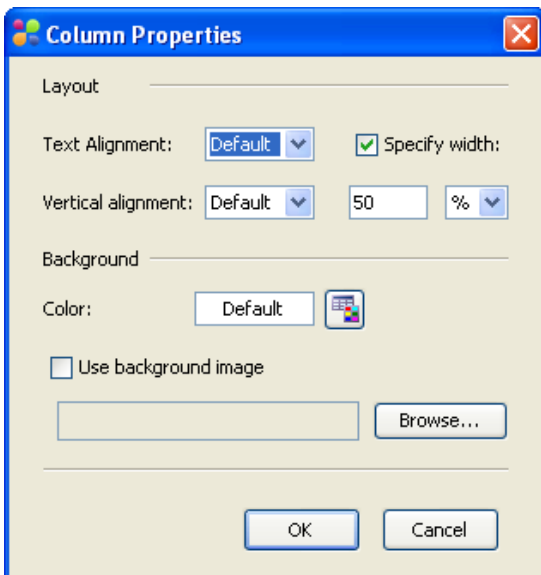 Column Properties
Layout
Text Alignment: Default Specify width:
Vertical alignment: Default 50 %
Background
Color: Default
Use background image
Browse...
OK Cancel